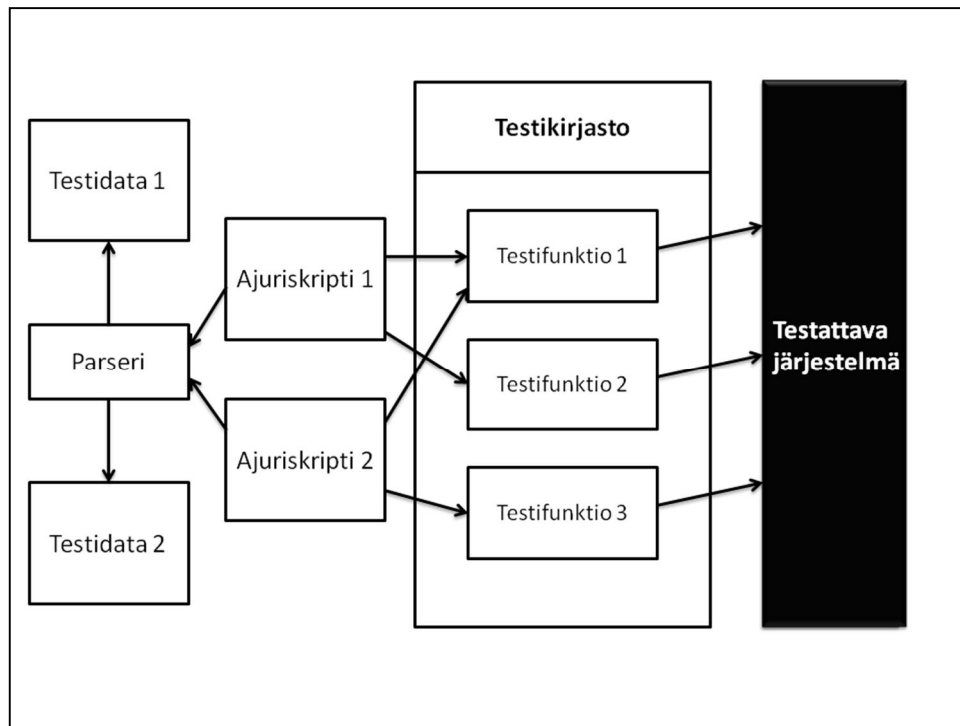 Testikirjasto
Testidata 1
Ajuriskripti 1
Testifunktio 1
Parseri
Testifunktio 2
Testattava
järjestelmä
Ajuriskripti 2
Testidata 2
Testifunktio 3